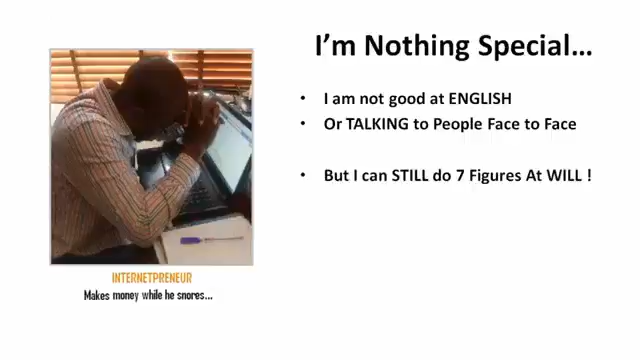 I'm Nothing Special...
• I am not good at ENGLISH
• Or TALKING to People Face to Face
• But I can STILL do 7 Figures At WILL !
INTERNETPRENEUR
Makes money while he snores...